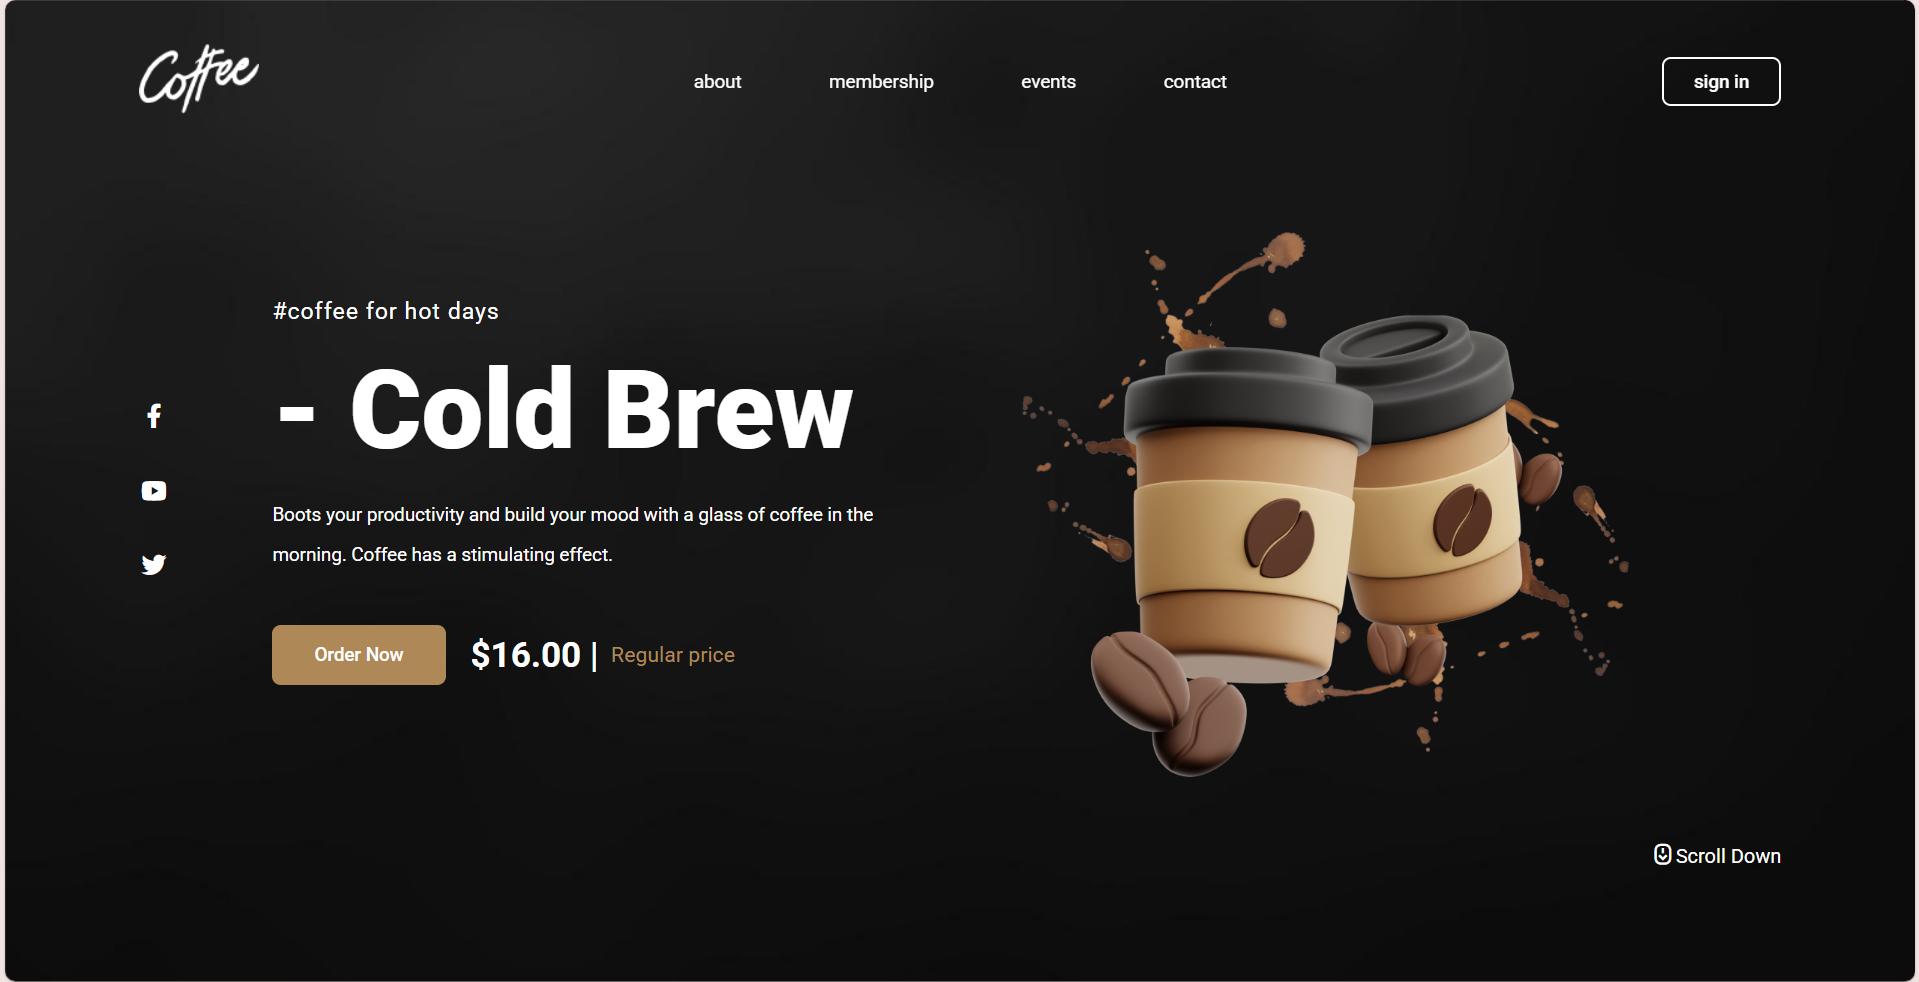 Coffee
about
membership
events
contact
sign in
#coffee for hot days
- Cold Brew
Boots your productivity and build your mood with a glass of coffee in the
morning. Coffee has a stimulating effect.
Order Now
$16.00 | Regular price
Scroll Down